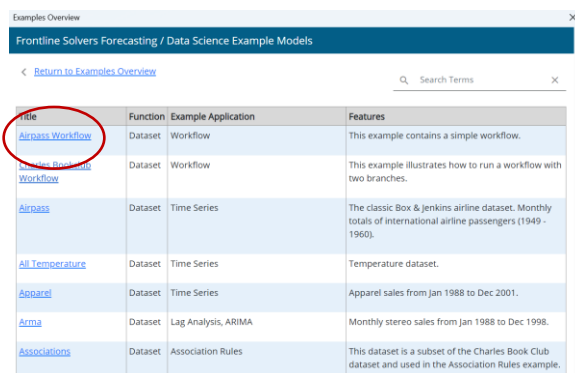 Examples Overview
Frontline Solvers Forecasting / Data Science Example Models
Return to Examples Overview
Search Terms
Title Function Example Application Features
Airpass Workflow Dataset Workflow This example contains a simple workflow.
Charles Bookclub Dataset Workflow This example illustrates how to run a workflow with
Workflow two branches.
Airpass Dataset Time Series The classic Box & Jenkins airline dataset. Monthly
totals of international airline passengers (1949 -
1960).
All Temperature Dataset Time Series Temperature dataset.
Apparel Dataset Time Series Apparel sales from Jan 1988 to Dec 2001.
Arma Dataset Lag Analysis, ARIMA Monthly stereo sales from Jan 1988 to Dec 1998.
Associations Dataset Association Rules This dataset is a subset of the Charles Book Club
dataset and used in the Association Rules example.